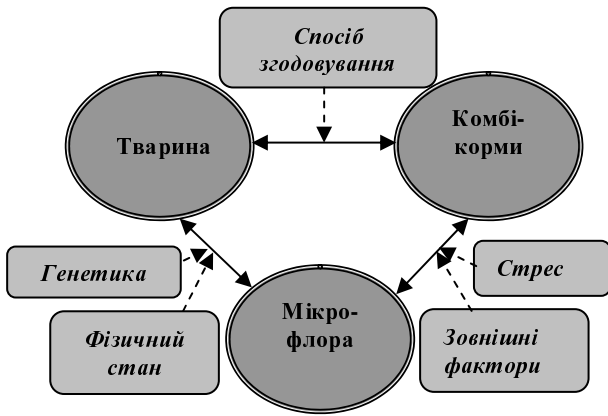 Спосіб
згодовування
Тварина
Комбі-
корми
Генетика
Стрес
Фізичний
стан
Мікро-
флора
Зовнішні
фактори